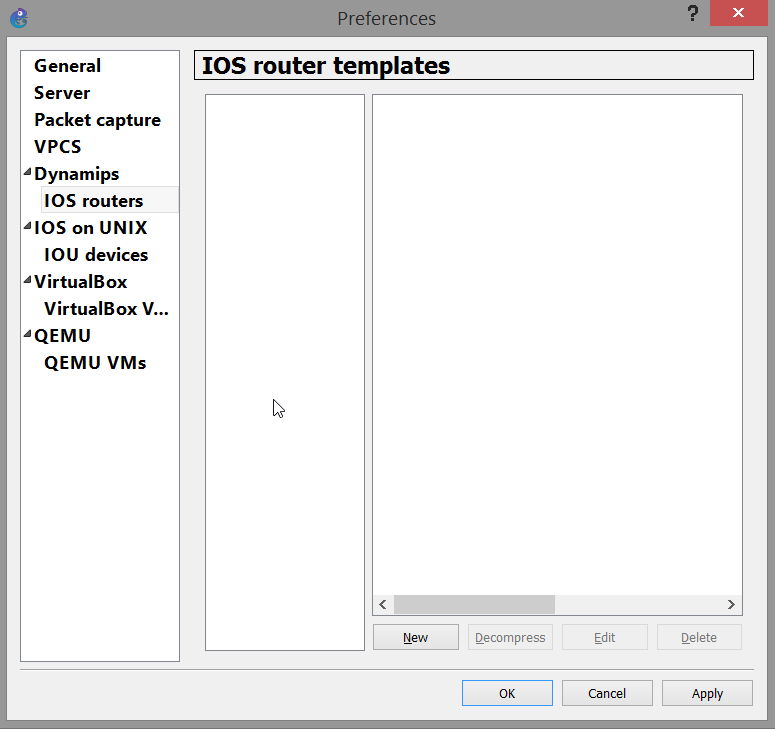 Preferences
?
General
Server
Packet capture
VPCS
Dynamips
IOS routers
IOS on UNIX
IOU devices
VirtualBox
VirtualBox V...
QEMU
QEMU VMs
IOS router templates
New
Decompress
Edit
Delete
OK
Cancel
Apply